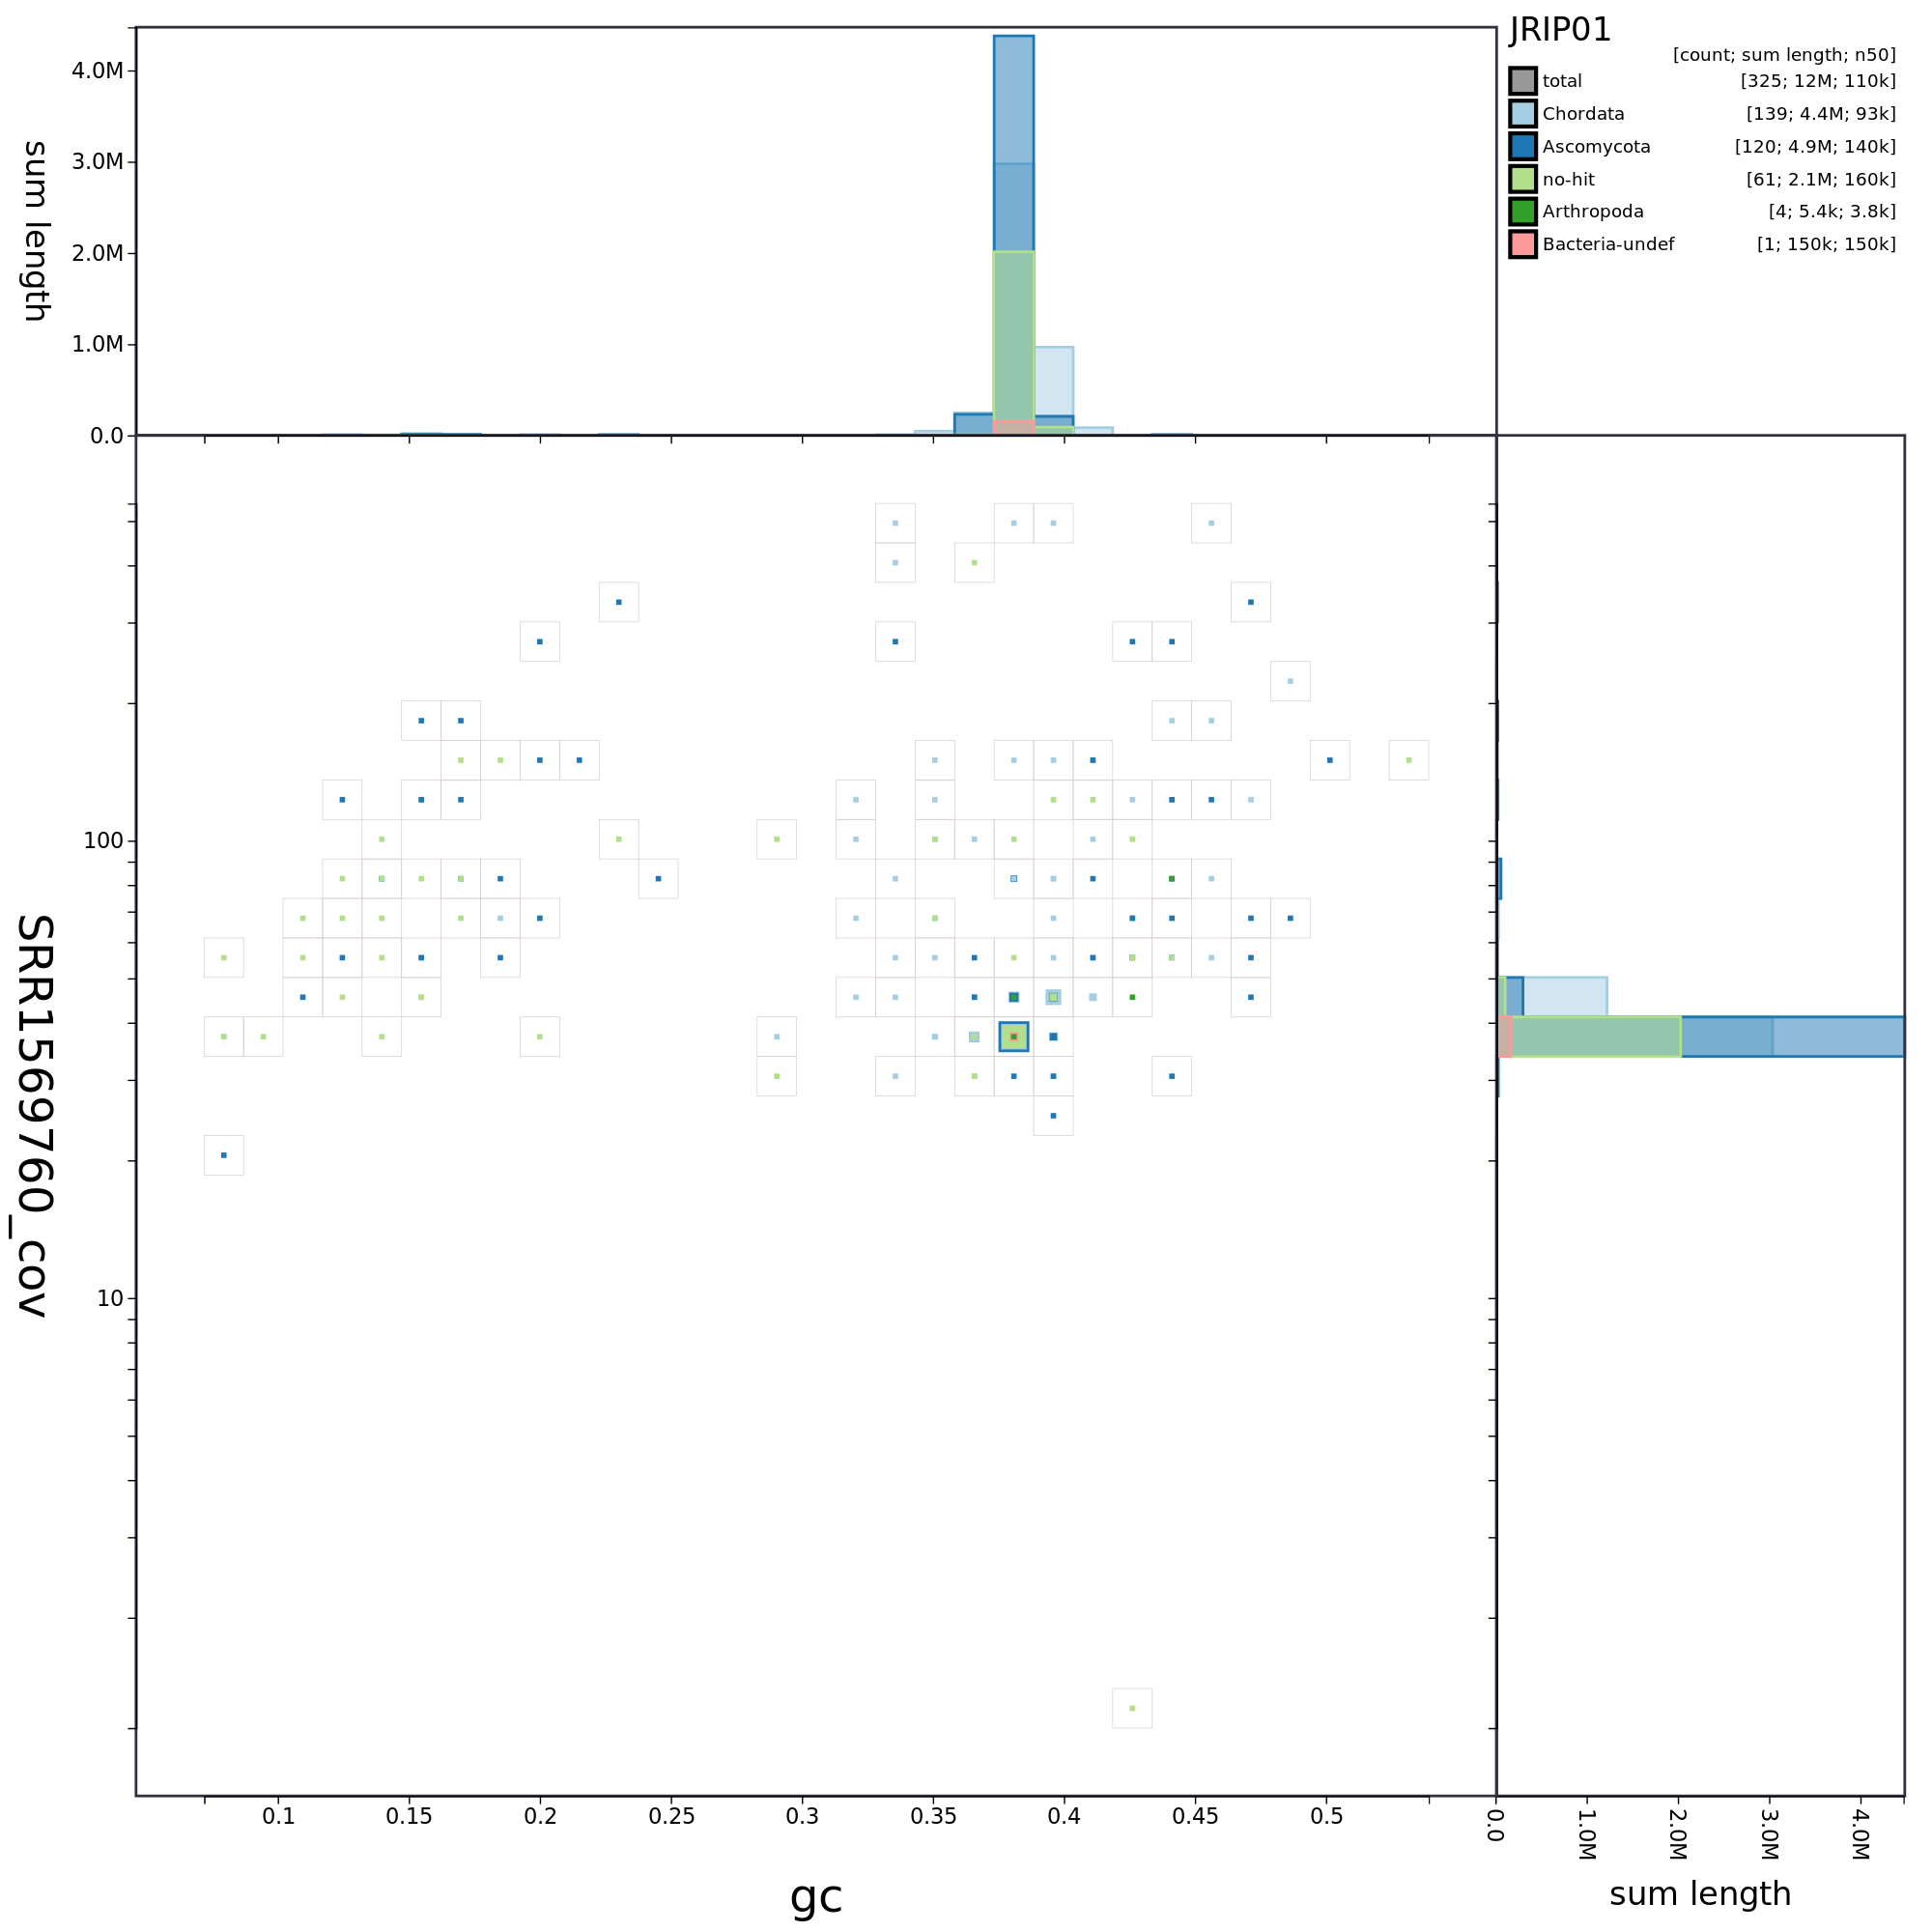 JRIP01
[count; sum length; n50]
total [325; 12M; 110k]
Chordata [139; 4.4M; 93k]
Ascomycota [120; 4.9M; 140k]
no-hit [61; 2.1M; 160k]
Arthropoda [4; 5.4k; 3.8k]
Bacteria-undef [1; 150k; 150k]
sum length
4.0M
3.0M
2.0M
1.0M
0.0
SRR1569760_cov
100
10
0.1 0.15 0.2 0.25 0.3 0.35 0.4 0.45 0.5
gc
0.0 1.0M 2.0M 3.0M 4.0M
sum length